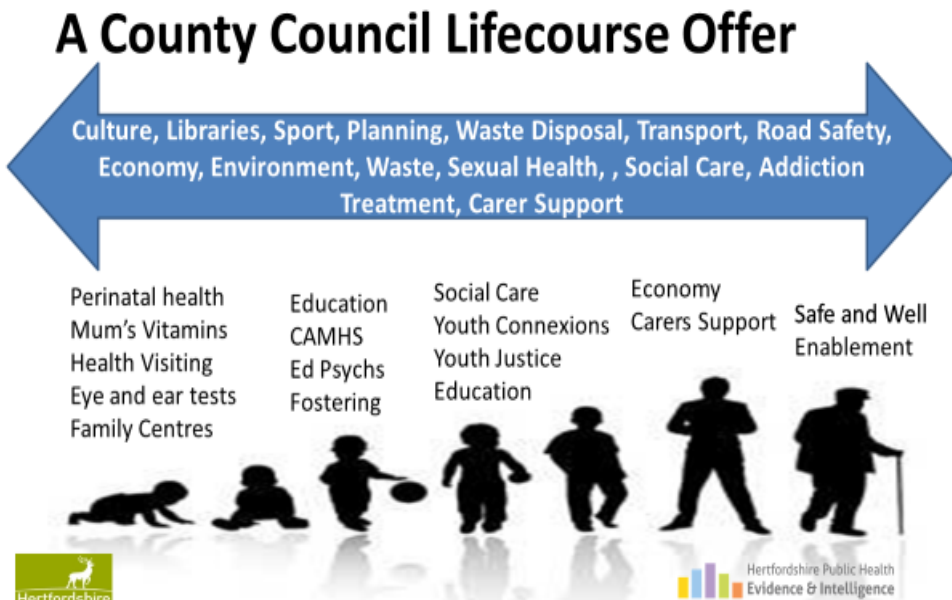 A County Council Lifecourse Offer
Culture, Libraries, Sport, Planning, Waste Disposal, Transport, Road Safety,
Economy, Environment, Waste, Sexual Health, , Social Care, Addiction
Treatment, Carer Support
Perinatal health
Mum's Vitamins
Health Visiting
Eye and ear tests
Family Centres
Education
CAMHS
Ed Psychs
Fostering
Social Care
Youth Connexions
Youth Justice
Education
Economy
Carers Support
Safe and Well
Enablement
Hertfordshire
Hertfordshire Public Health
Evidence & Intelligence